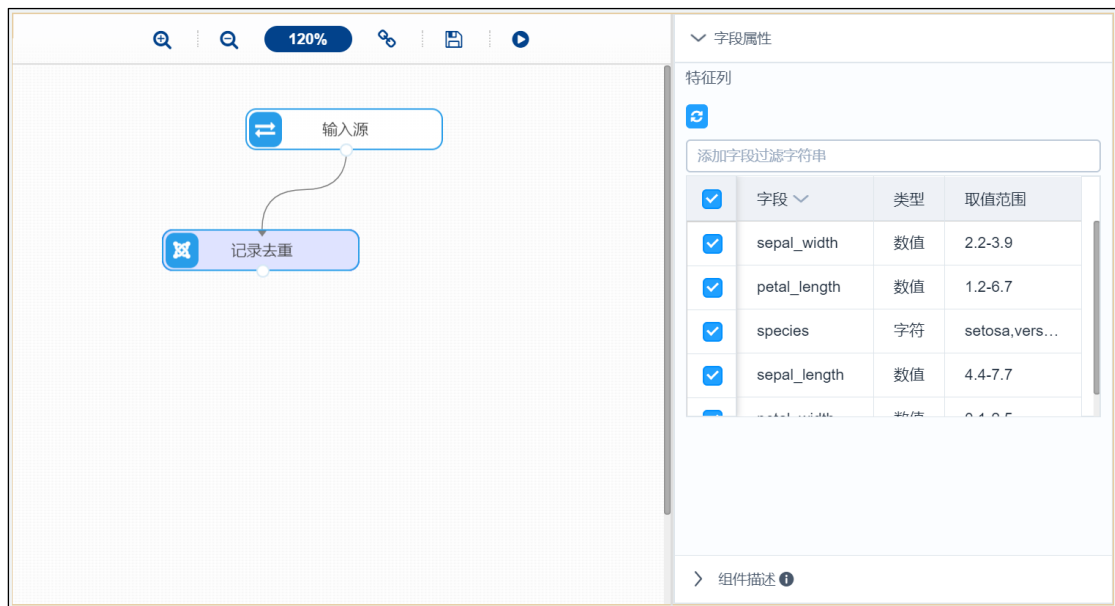 120%
输入源
记录去重
字段属性
特征列
添加字段过滤字符串
字段 类型 取值范围
sepal_width 数值 2.2-3.9
petal_length 数值 1.2-6.7
species 字符 setosa,vers...
sepal_length 数值 4.4-7.7
组件描述